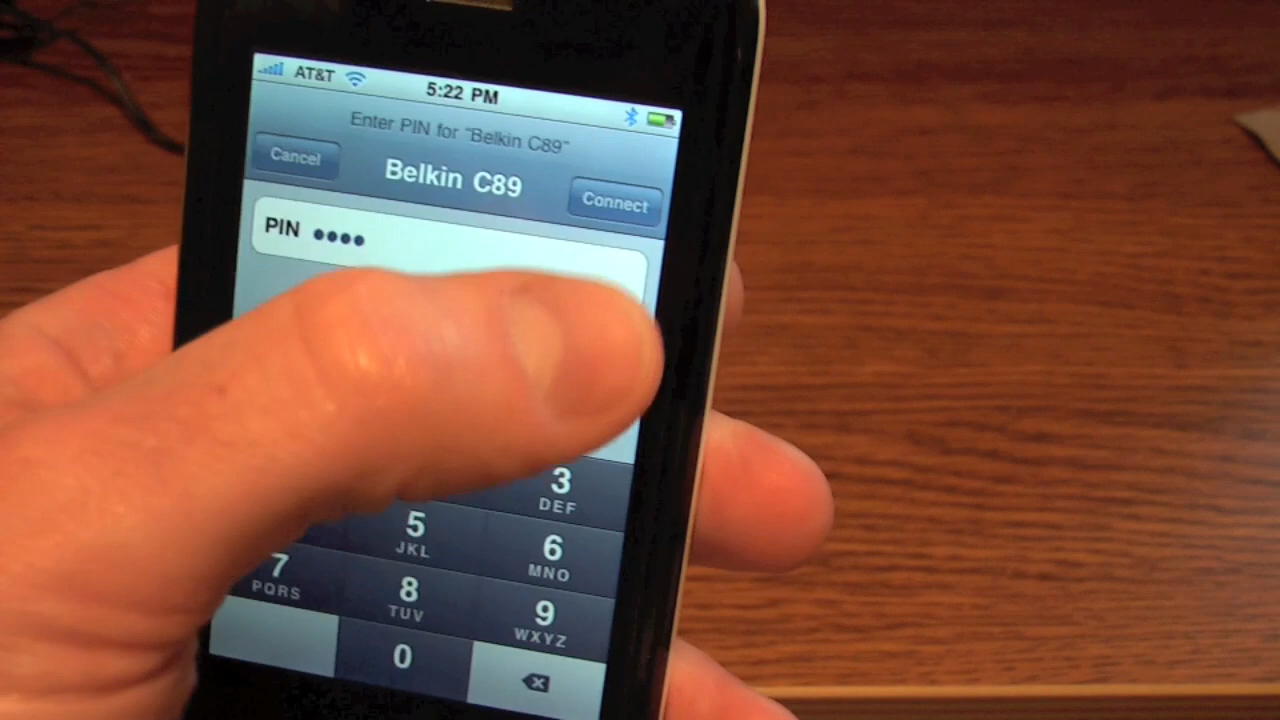 AT&T 5:22 PM
Enter PIN for "Belkin C89"
Cancel Belkin C89 Connect
PIN ••••
3
DEF
5 6
JKL MNO
7 8 9
PQRS TUV WXYZ
0